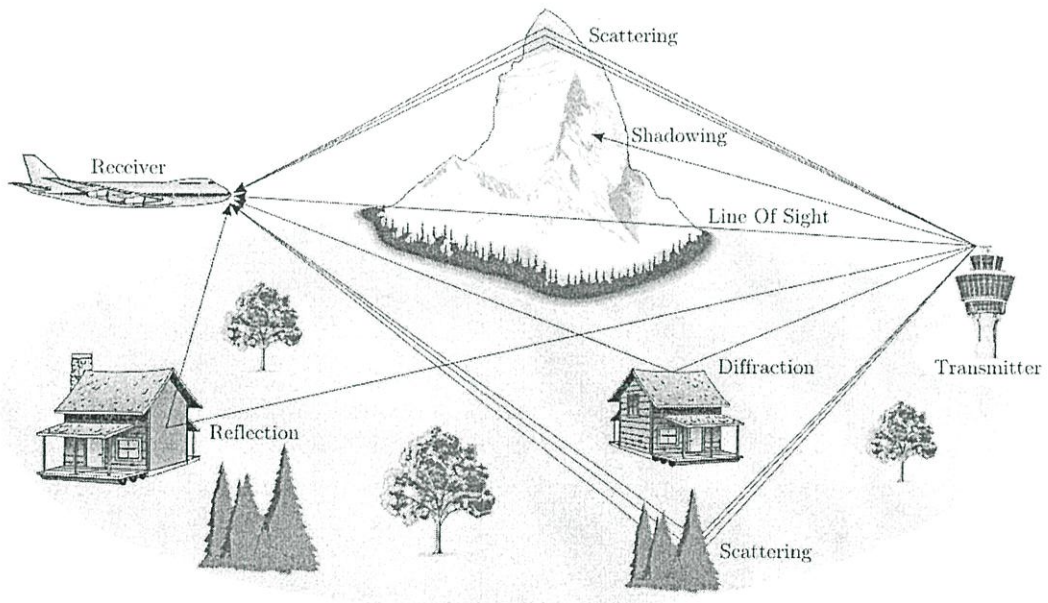 Scattering
Shadowing
Receiver
Line Of Sight
Diffraction
Transmitter
Reflection
Scattering